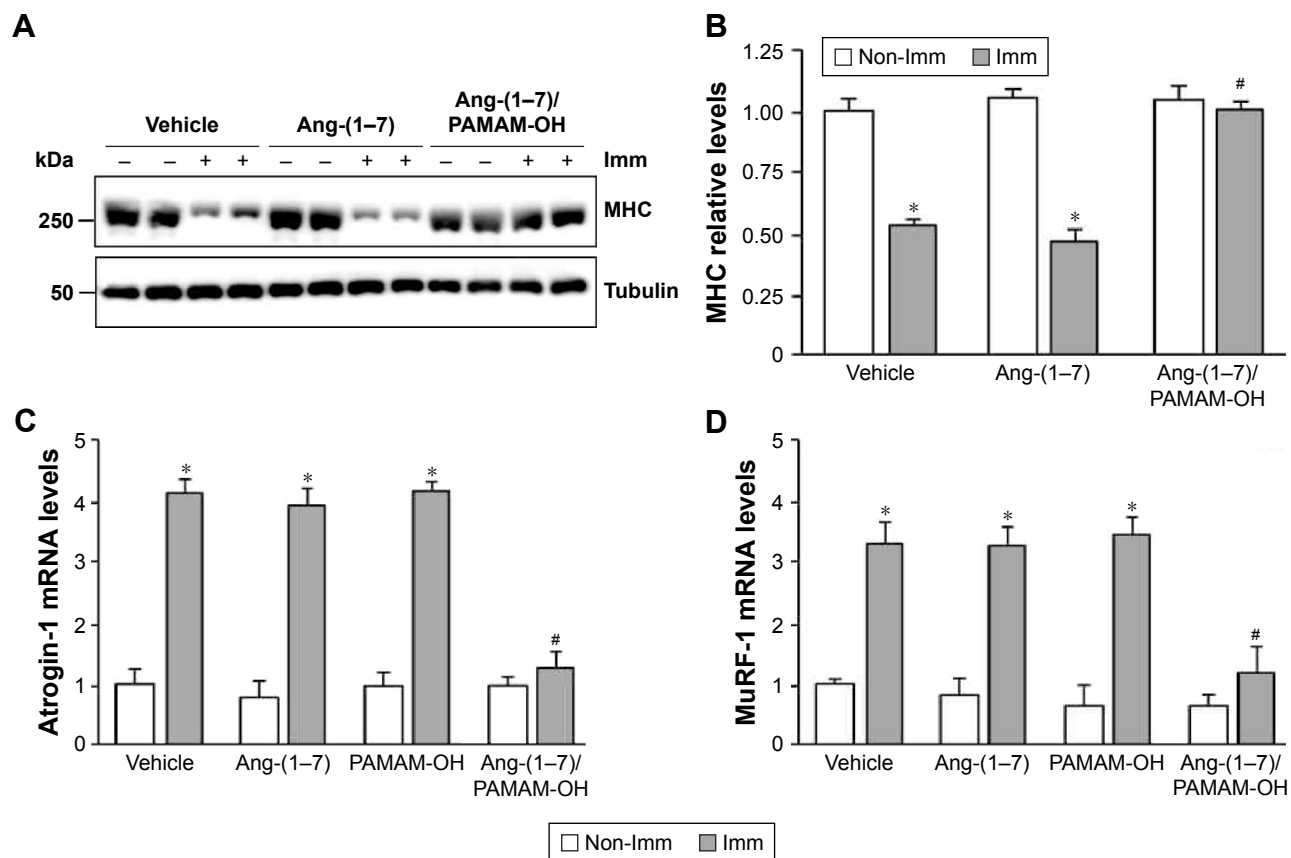 A
Ang-(1–7)/
Vehicle Ang-(1–7) PAMAM-OH
kDa – – + + – – + + – – + + Imm
250 MHC
50 Tubulin
B
Non-Imm Imm
MHC relative levels
1.25
1.00
0.75
0.50
0.25
0
* * #
Vehicle Ang-(1–7) Ang-(1–7)/
PAMAM-OH
C
Atrogin-1 mRNA levels
5
4
3
2
1
0
* * * #
Vehicle Ang-(1–7) PAMAM-OH Ang-(1–7)/
PAMAM-OH
D
MuRF-1 mRNA levels
5
4
3
2
1
0
* * * #
Vehicle Ang-(1–7) PAMAM-OH Ang-(1–7)/
PAMAM-OH
Non-Imm Imm